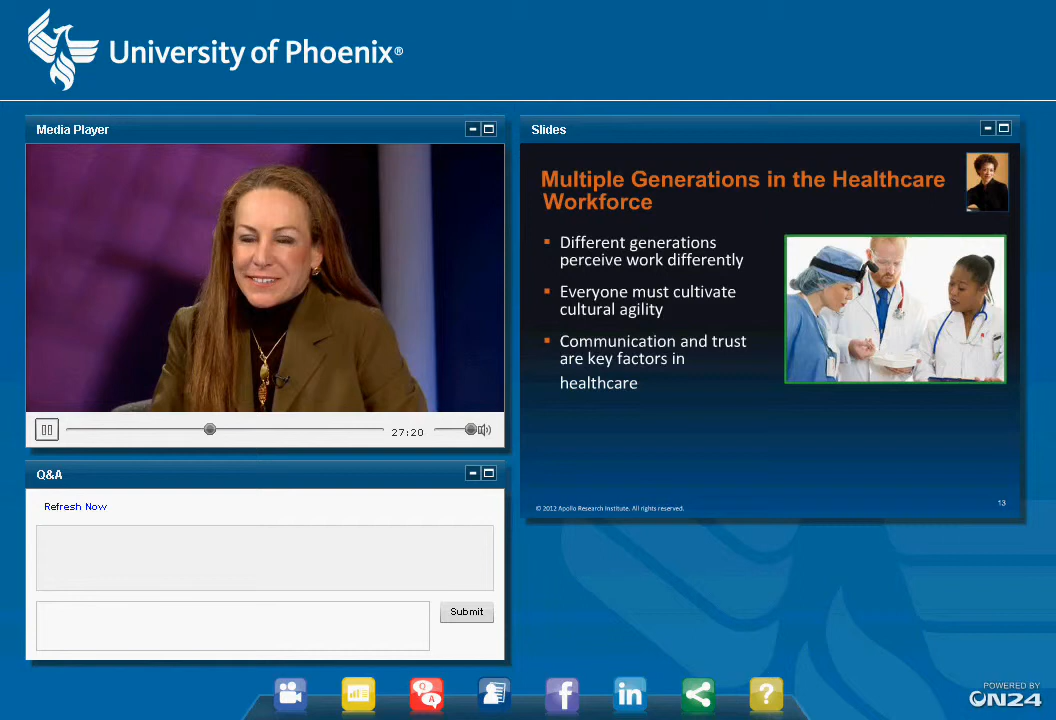 University of Phoenix®
Media Player
27:20
Q&A
Refresh Now
Submit
Slides
Multiple Generations in the Healthcare
Workforce
Different generations
perceive work differently
Everyone must cultivate
cultural agility
Communication and trust
are key factors in
healthcare
© 2012 Apollo Research Institute. All rights reserved.
13
Q
A
f
in
?
POWERED BY
ON24